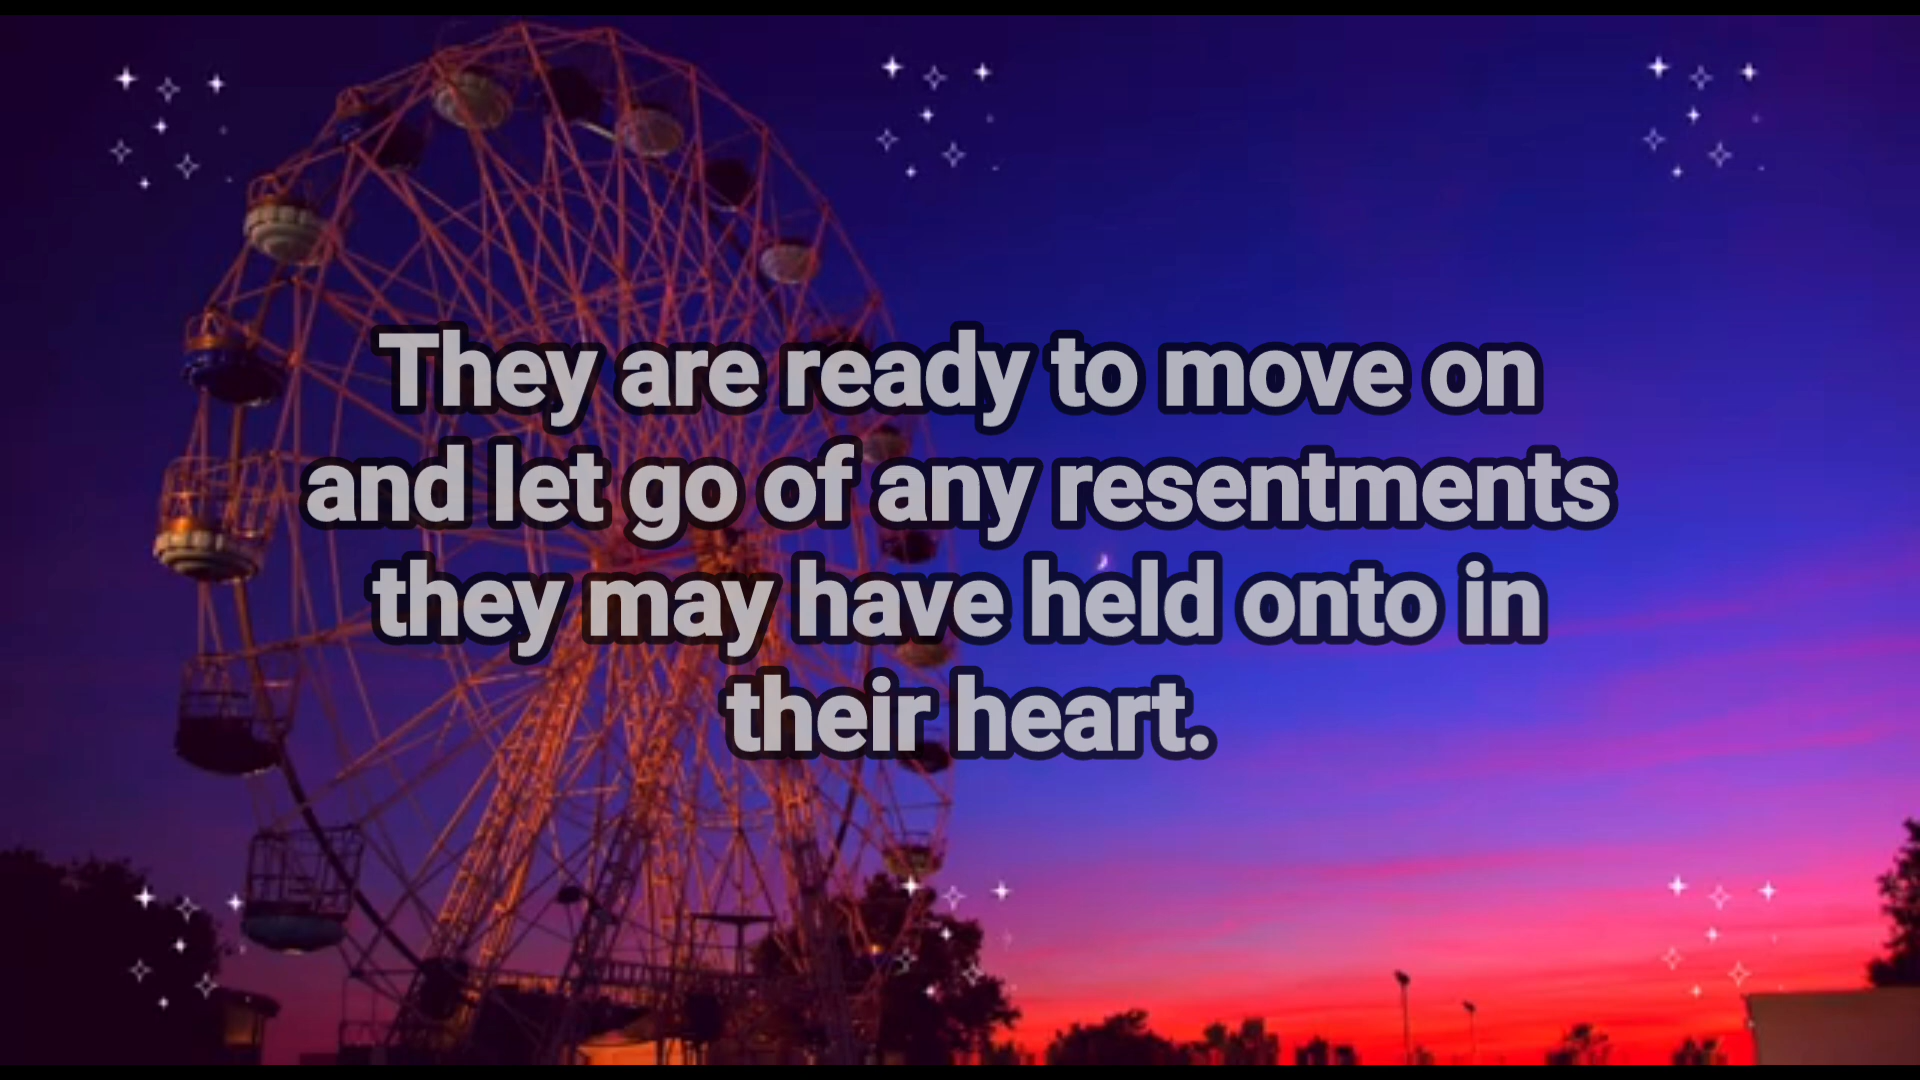 They are ready to move on
and let go of any resentments
they may have held onto in
their heart.